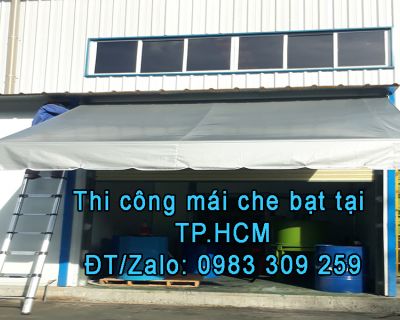 Thi công mái che bạt tại
TP.HCM
ĐT/Zalo: 0983 309 259